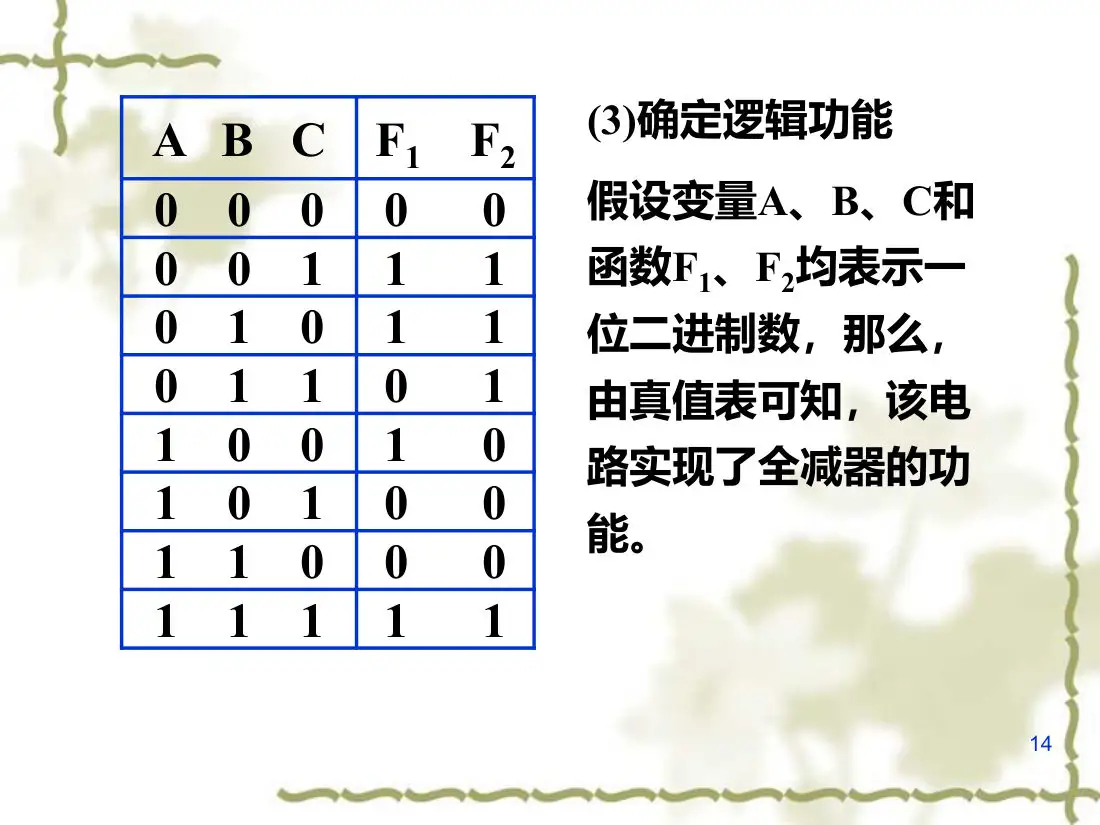 A B C F₁ F₂
0 0 0 0 0
0 0 1 1 1
0 1 0 1 1
0 1 1 0 1
1 0 0 1 0
1 0 1 0 0
1 1 0 0 0
1 1 1 1 1
(3)确定逻辑功能
假设变量A、B、C和
函数F₁、F₂均表示一
位二进制数，那么，
由真值表可知，该电
路实现了全减器的功
能。
14